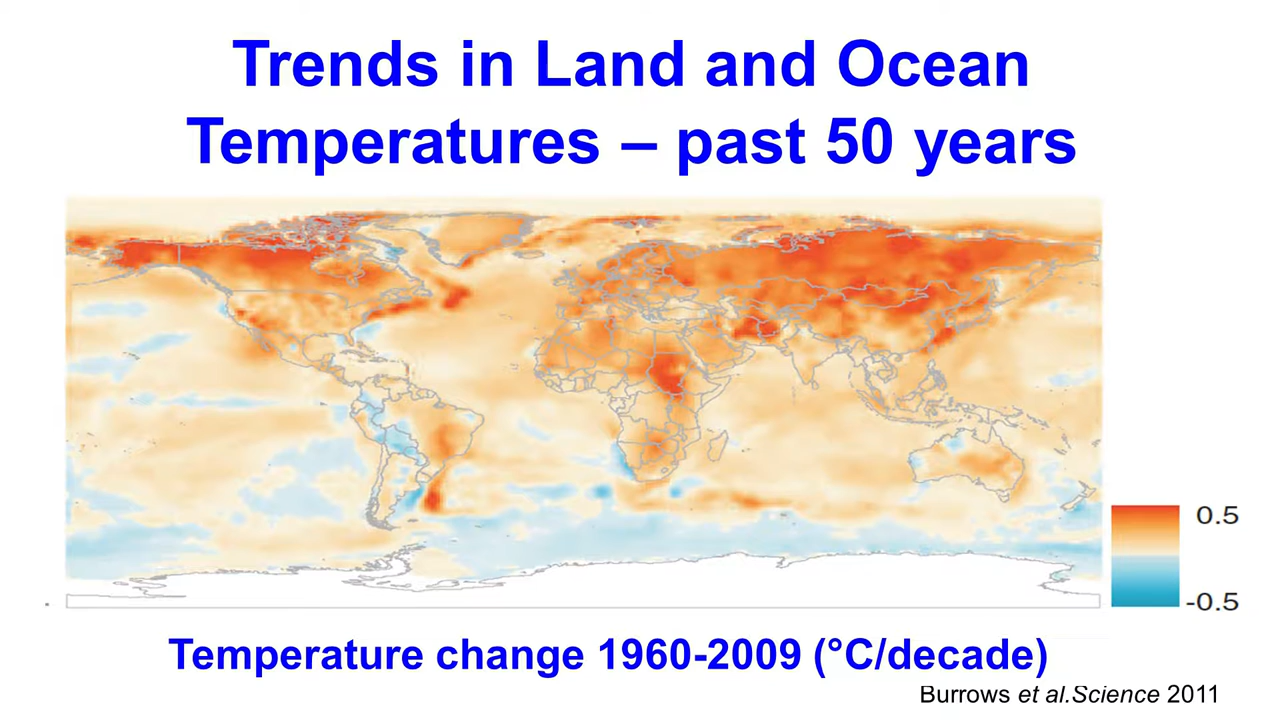 Trends in Land and Ocean
Temperatures – past 50 years
0.5
-0.5
Temperature change 1960-2009 (°C/decade)
Burrows et al.Science 2011